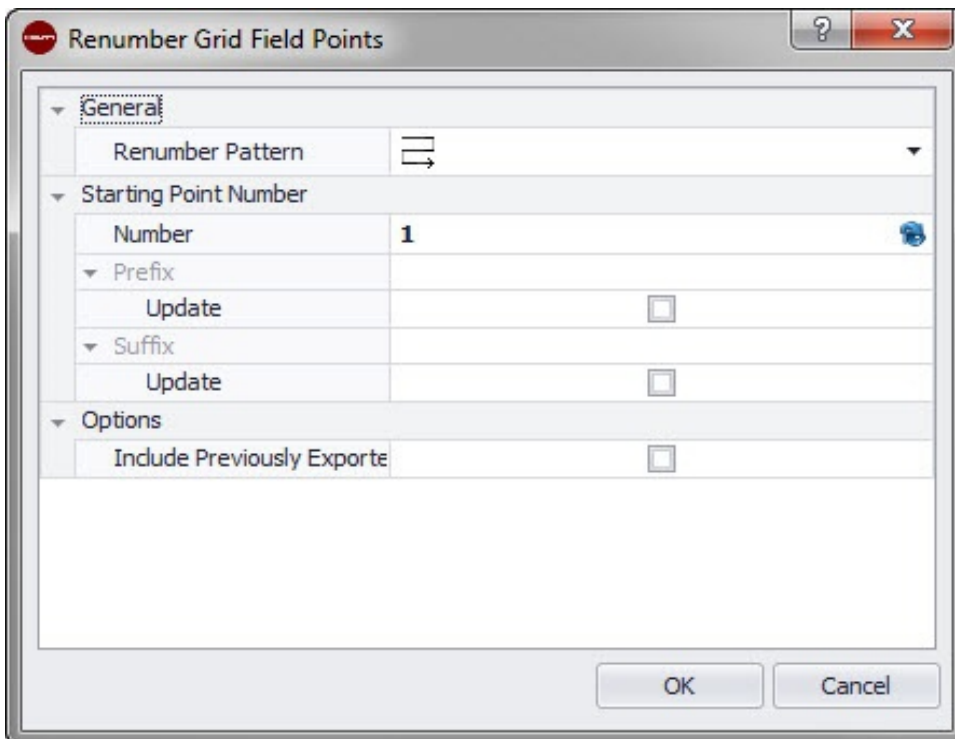 Renumber Grid Field Points
?
X
General
Renumber Pattern
Starting Point Number
Number 1
Prefix
Update
Suffix
Update
Options
Include Previously Exporte
OK Cancel